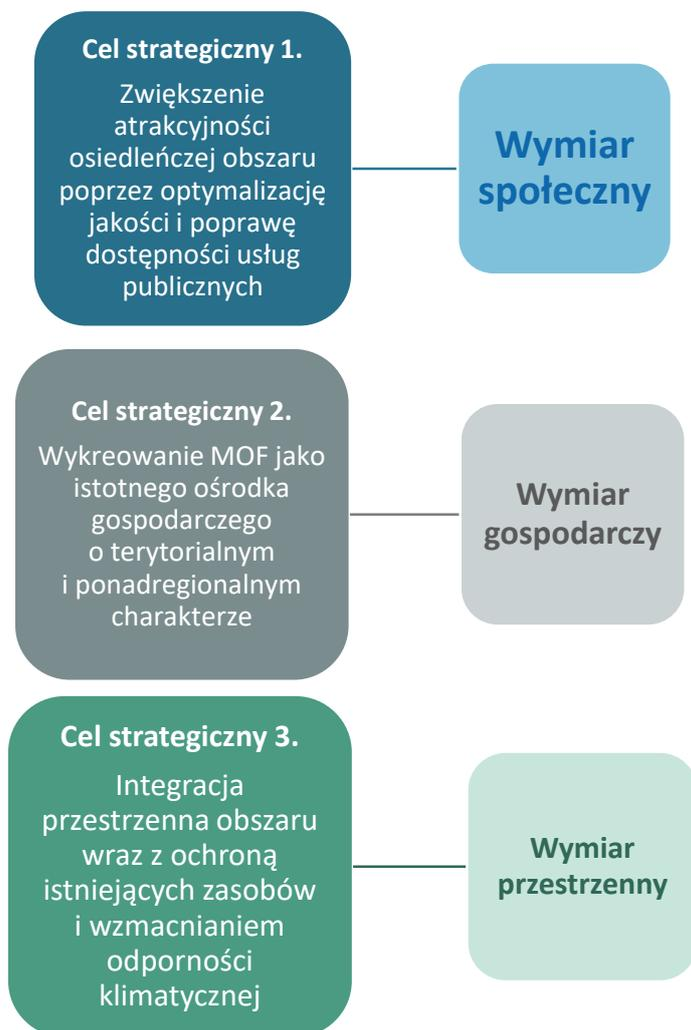 Cel strategiczny 1.
Zwiększenie
atrakcyjności
osiedleńczej obszaru
poprzez optymalizację
jakości i poprawę
dostępności usług
publicznych
Wymiar
społeczny
Cel strategiczny 2.
Wykreowanie MOF jako
istotnego ośrodka
gospodarczego
o terytorialnym
i ponadregionalnym
charakterze
Wymiar
gospodarczy
Cel strategiczny 3.
Integracja
przestrzenna obszaru
wraz z ochroną
istniejących zasobów
i wzmacnianiem
odporności
klimatycznej
Wymiar
przestrzenny